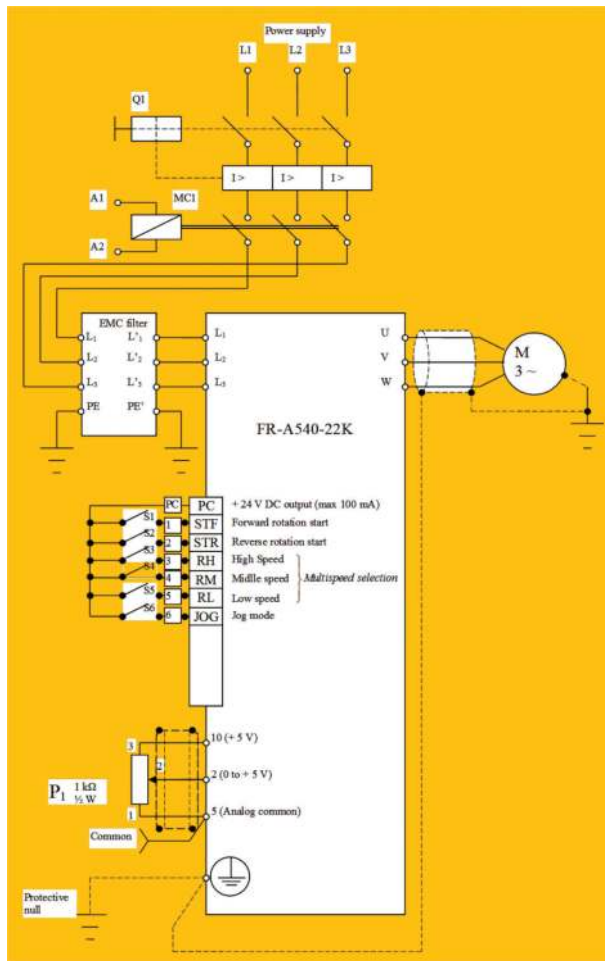 Power supply
L1 L2 L3
Q1
I > I > I >
A1
MC1
A2
EMC filter
L₁ L'₁ L₁ U
L₂ L'₂ L₂ V
L₃ L'₃ L₃ W
PE PE'
M
3 ~
FR-A540-22K
PC PC + 24 V DC output (max 100 mA)
S1 1 STF Forward rotation start
S2 2 STR Reverse rotation start
S3 3 RH High Speed
S4 4 RM Midlle speed Multispeed selection
S5 5 RL Low speed
S6 6 JOG Jog mode
10 (+ 5 V)
3
2 2 (0 to + 5 V)
P₁ 1 kΩ
½ W
1
5 (Analog common)
Common
Protective
null